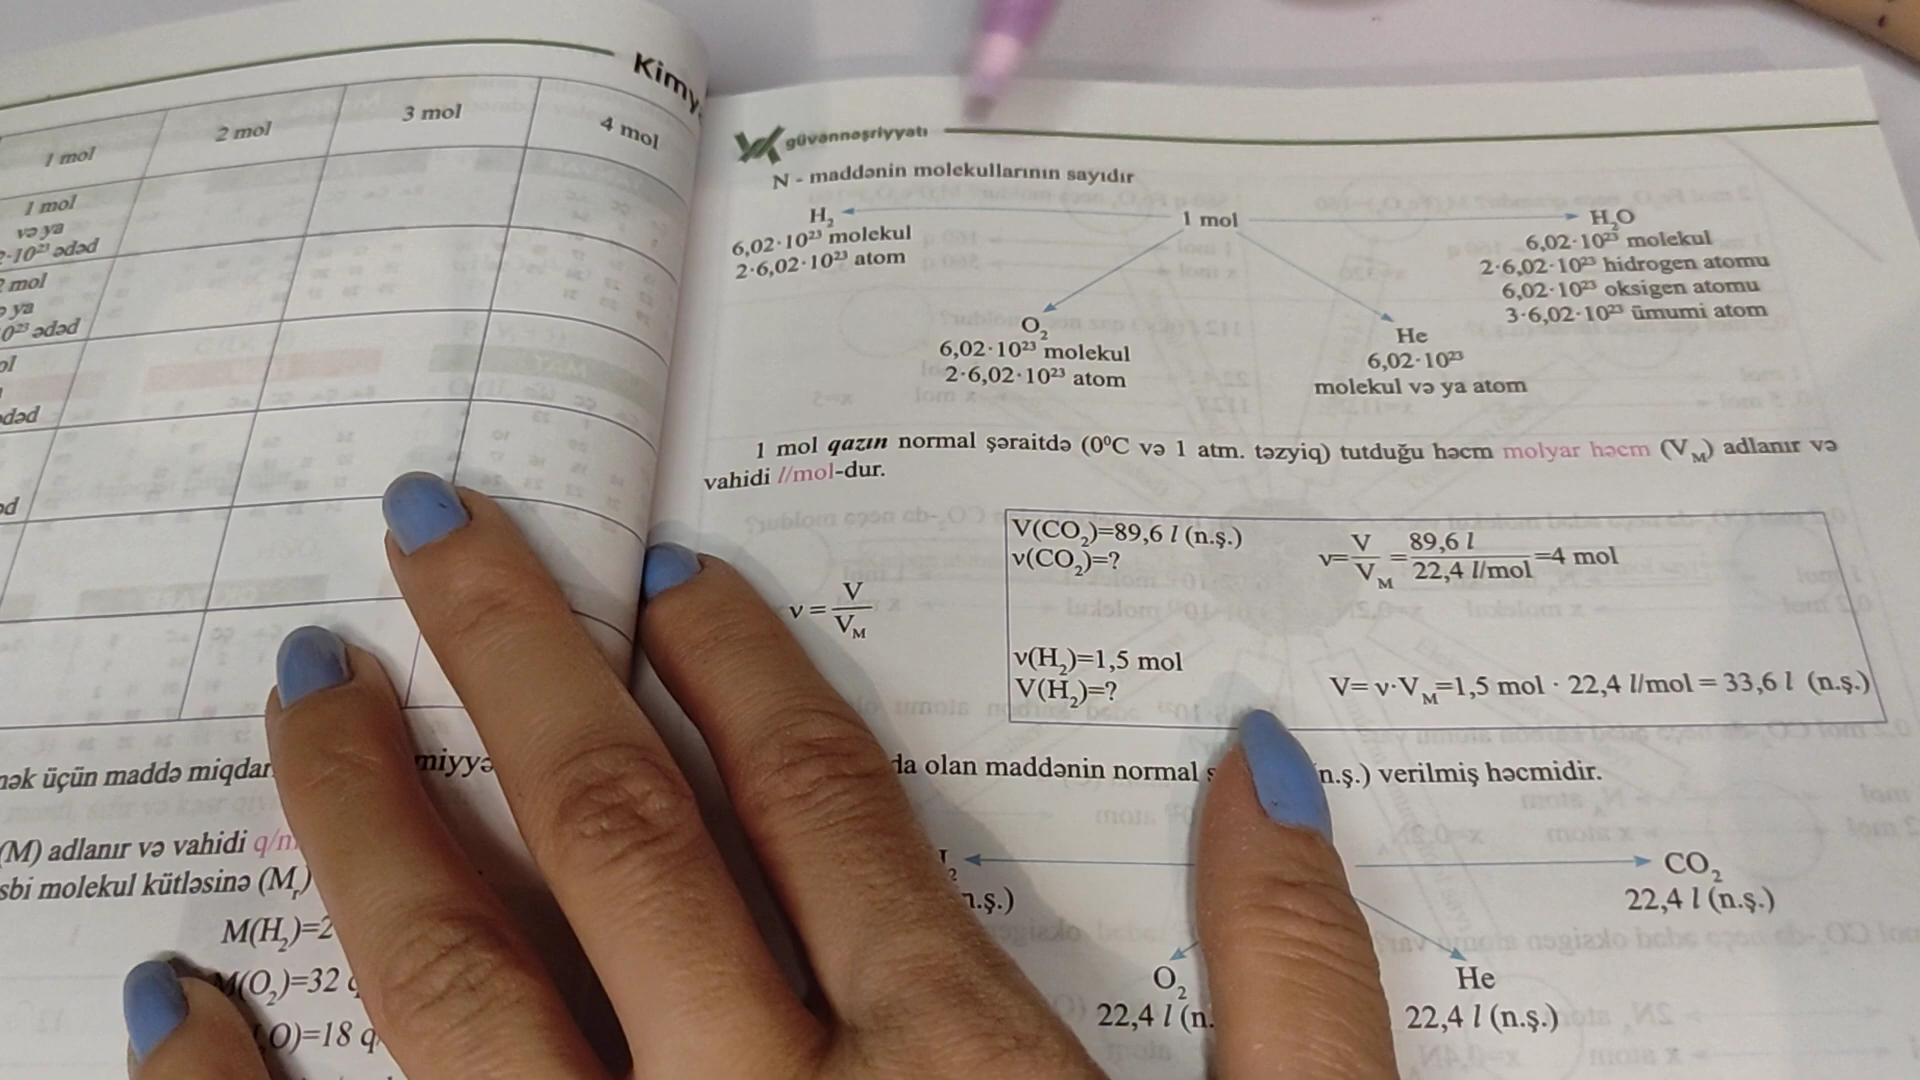 1 mol
2 mol
3 mol
4 mol
1 mol
və ya
10²³ ədəd
mol
ya
ədəd
üçün maddə
(M) adlanır və vahidi
molekul kütləsinə (Mᵣ)
M(H₂)=2
M(O₂)=32
O)=18 q
güvənnəşriyyatı
N - maddənin molekullarının sayıdır
H₂
6,02·10²³ molekul
2·6,02·10²³ atom
1 mol
H₂O
6,02·10²³ molekul
2·6,02·10²³ hidrogen atomu
6,02·10²³ oksigen atomu
3·6,02·10²³ ümumi atom
O₂
6,02·10²³ molekul
2·6,02·10²³ atom
He
6,02·10²³
molekul və ya atom
1 mol qazın normal şəraitdə (0⁰C və 1 atm. təzyiq) tutduğu həcm molyar həcm (V_M) adlanır və
vahidi l/mol-dur.
ν = V/V_M
V(CO₂)=89,6 l (n.ş.)
ν(CO₂)=?
ν= V/V_M = 89,6 l/22,4 l/mol =4 mol
ν(H₂)=1,5 mol
V(H₂)=?
V= ν·V_M=1,5 mol · 22,4 l/mol = 33,6 l (n.ş.)
olan maddənin normal (n.ş.) verilmiş həcmidir.
n.ş.)
CO₂
22,4 l (n.ş.)
O₂
22,4 l (n.
He
22,4 l (n.ş.)